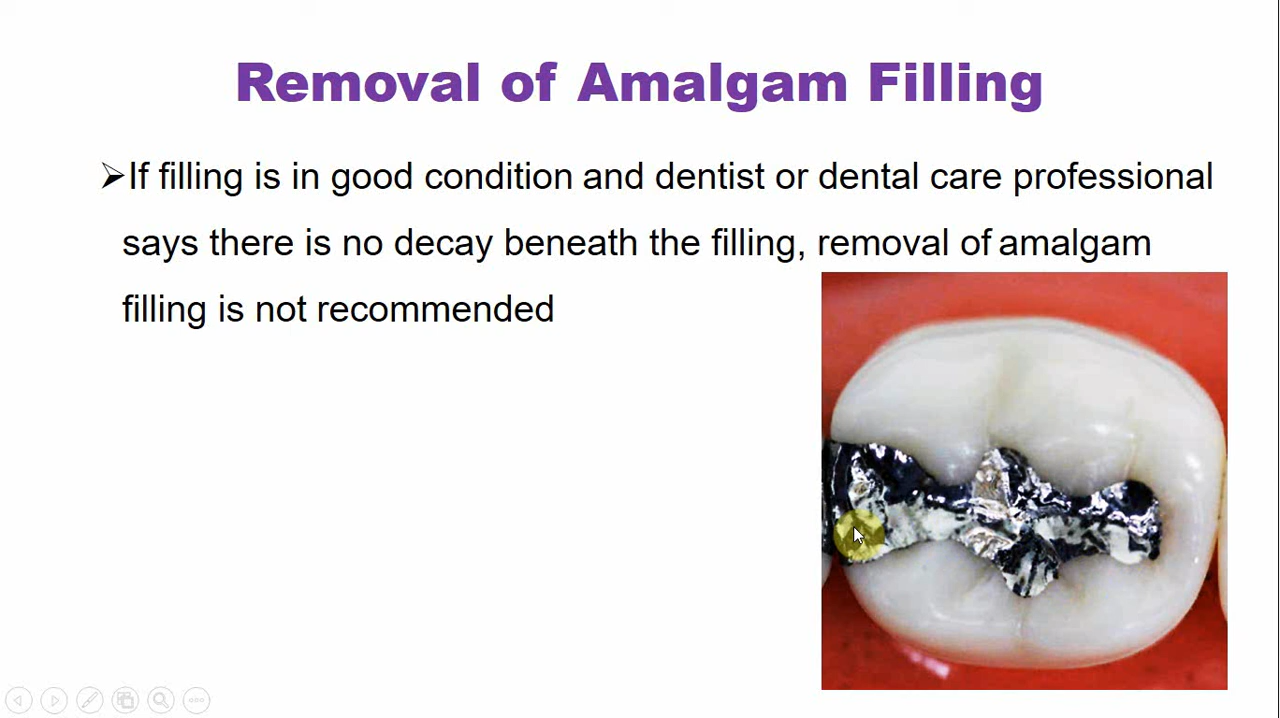 Removal of Amalgam Filling
➢If filling is in good condition and dentist or dental care professional
says there is no decay beneath the filling, removal of amalgam
filling is not recommended